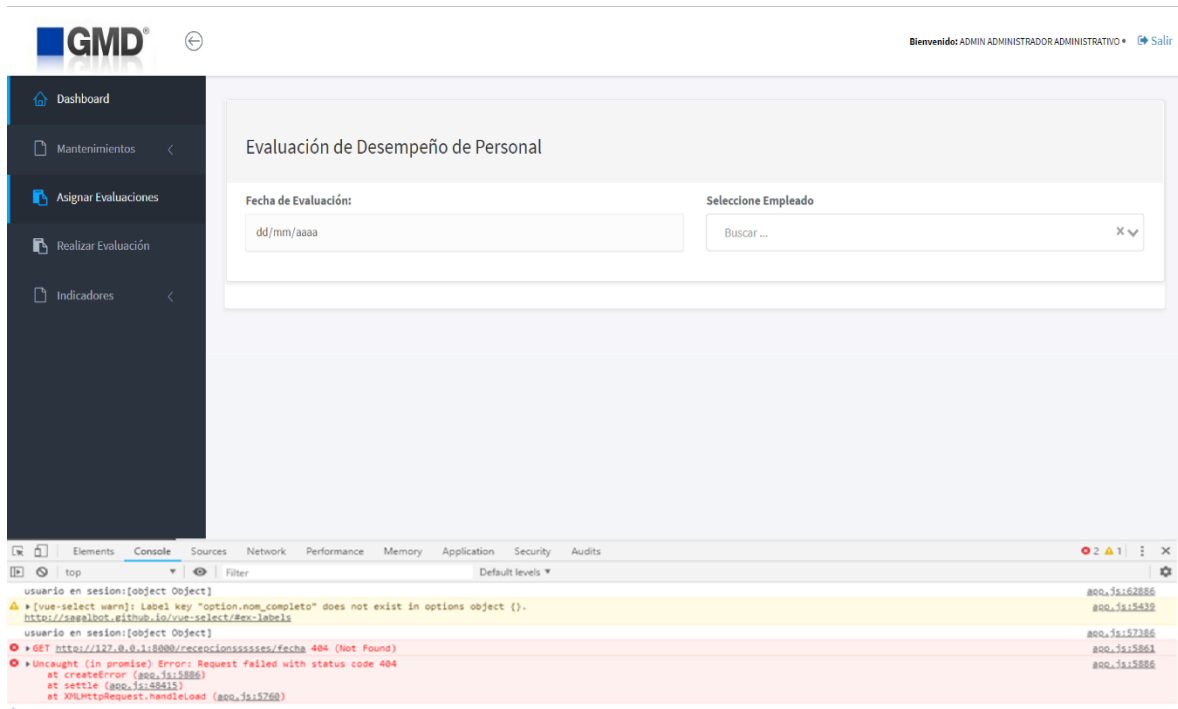 GMD®
Bienvenido: ADMIN ADMINISTRADOR ADMINISTRATIVO
Salir
Dashboard
Mantenimientos
Asignar Evaluaciones
Realizar Evaluación
Indicadores
Evaluación de Desempeño de Personal
Fecha de Evaluación:
Seleccione Empleado
dd/mm/aaaa
Buscar ...
Elements Console Sources Network Performance Memory Application Security Audits 2 1
top Filter Default levels
usuario en sesion:[object Object] app.js:62886
[vue-select warn]: Label key "option.nom_completo" does not exist in options object {}. app.js:5439
http://sagalbot.github.io/vue-select/#ex-labels
usuario en sesion:[object Object] app.js:57386
GET http://127.0.0.1:8000/recepcionssssses/fecha 404 (Not Found) app.js:5861
Uncaught (in promise) Error: Request failed with status code 404 app.js:5886
at createError (app.js:5886)
at settle (app.js:48415)
at XMLHttpRequest.handleLoad (app.js:5760)